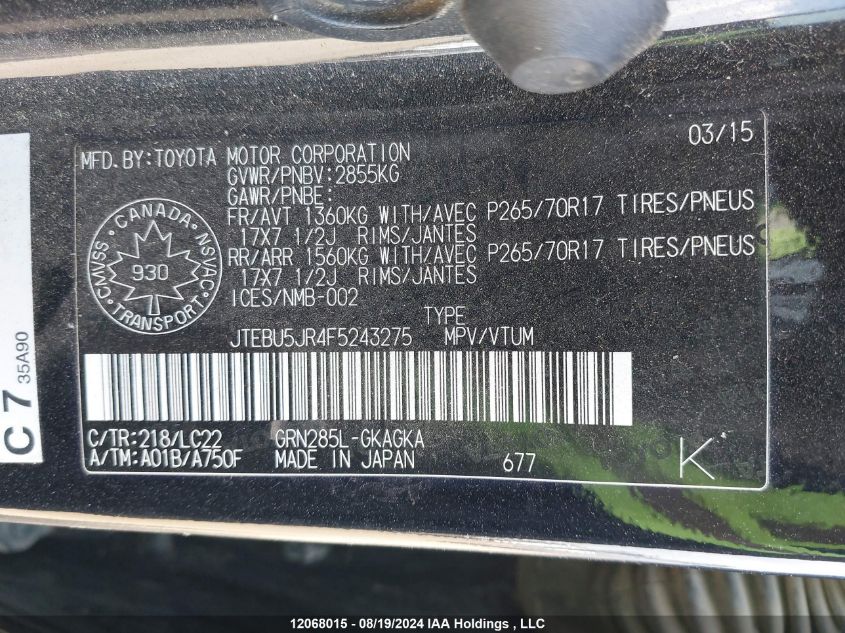 03/15
MFD.BY:TOYOTA MOTOR CORPORATION
GVWR/PNBV:2855KG
GAWR/PNBE:
FR/AVT 1360KG WITH/AVEC P265/70R17 TIRES/PNEUS
17X7 1/2J RIMS/JANTES
RR/ARR 1560KG WITH/AVEC P265/70R17 TIRES/PNEUS
17X7 1/2J RIMS/JANTES
ICES/NMB-002
CANADA
CMVSS
NSVAC
930
TRANSPORT
TYPE
JTEBU5JR4F5243275 MPV/VTUM
C/TR:218/LC22 GRN285L-GKAGKA
A/TM:A01B/A750F MADE IN JAPAN 677 K
C7
35A90
12068015 - 08/19/2024 IAA Holdings , LLC